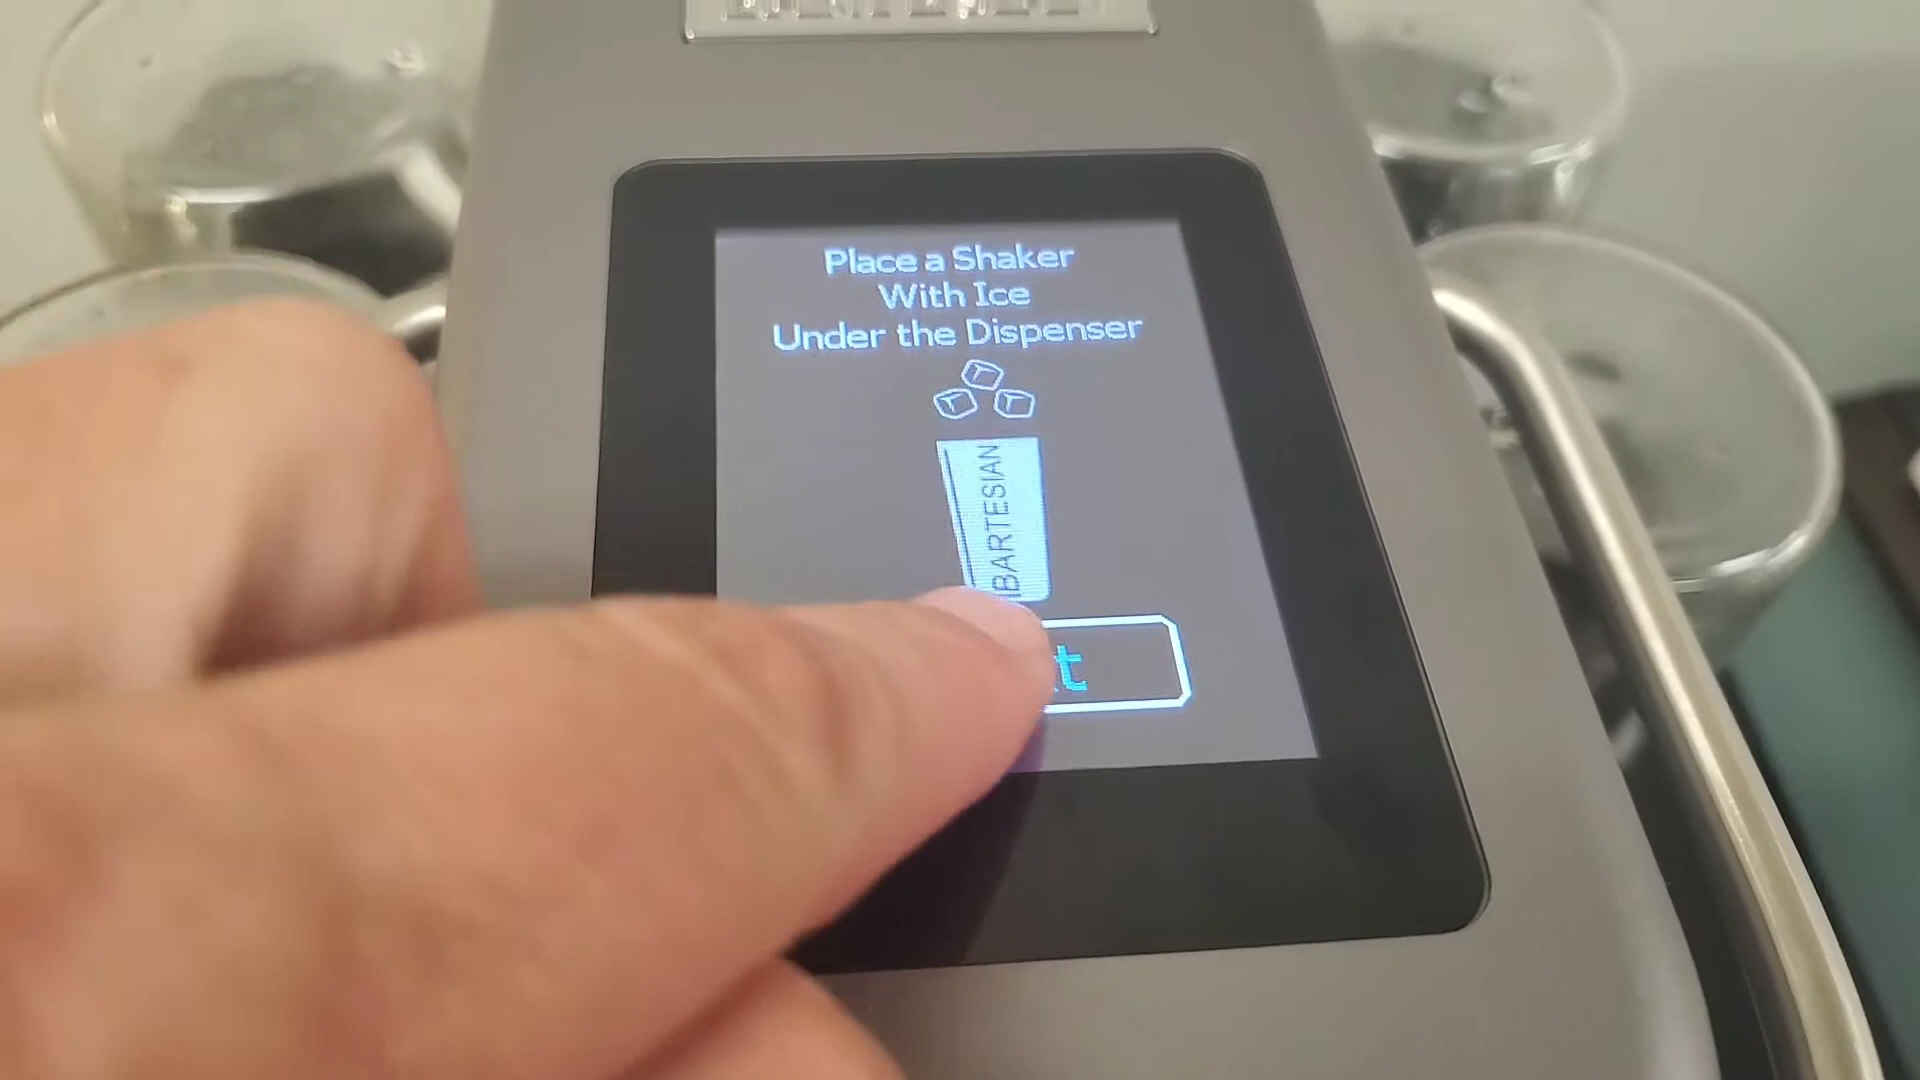 Place a Shaker
With Ice
Under the Dispenser
BARTESIAN